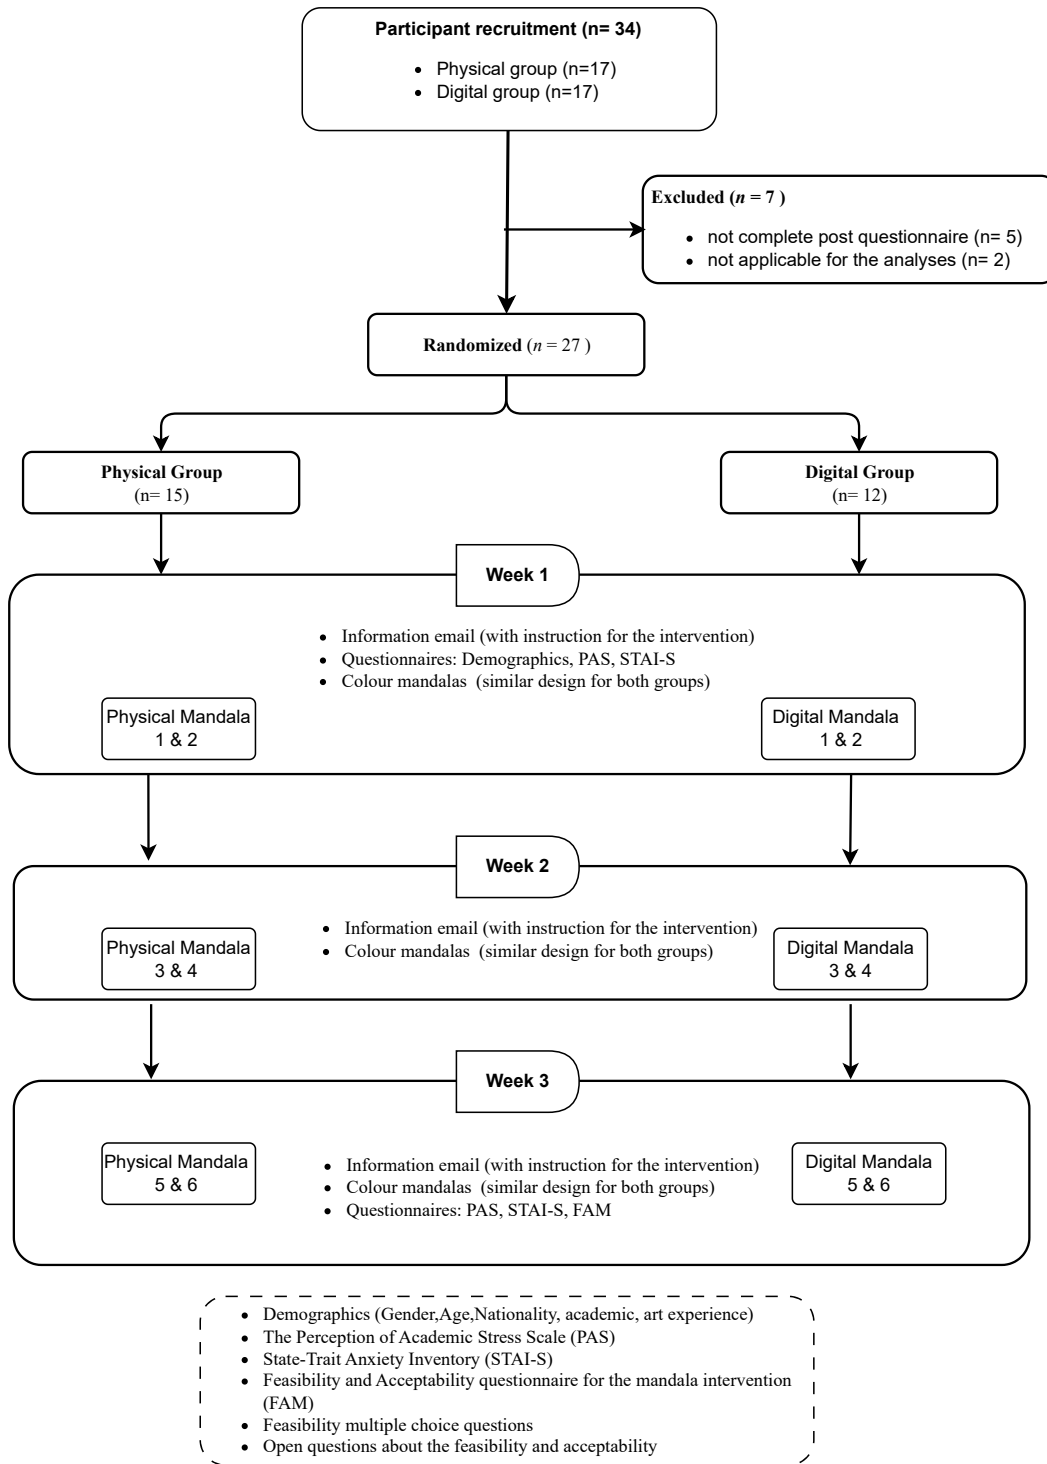 Participant recruitment (n= 34)
• Physical group (n=17)
• Digital group (n=17)
Excluded (n = 7 )
• not complete post questionnaire (n= 5)
• not applicable for the analyses (n= 2)
Randomized (n = 27 )
Physical Group
(n= 15)
Digital Group
(n= 12)
Week 1
• Information email (with instruction for the intervention)
• Questionnaires: Demographics, PAS, STAI-S
• Colour mandalas (similar design for both groups)
Physical Mandala
1 & 2
Digital Mandala
1 & 2
Week 2
• Information email (with instruction for the intervention)
• Colour mandalas (similar design for both groups)
Physical Mandala
3 & 4
Digital Mandala
3 & 4
Week 3
Physical Mandala
5 & 6
• Information email (with instruction for the intervention)
• Colour mandalas (similar design for both groups)
• Questionnaires: PAS, STAI-S, FAM
Digital Mandala
5 & 6
• Demographics (Gender,Age,Nationality, academic, art experience)
• The Perception of Academic Stress Scale (PAS)
• State-Trait Anxiety Inventory (STAI-S)
• Feasibility and Acceptability questionnaire for the mandala intervention
(FAM)
• Feasibility multiple choice questions
• Open questions about the feasibility and acceptability